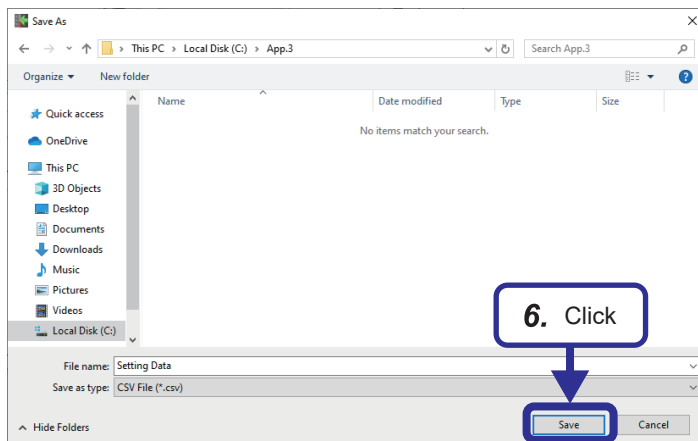 Save As
This PC > Local Disk (C:) > App.3
Search App.3
Organize
New folder
Name
Date modified
Type
Size
No items match your search.
Quick access
OneDrive
This PC
3D Objects
Desktop
Documents
Downloads
Music
Pictures
Videos
Local Disk (C:)
6. Click
File name: Setting Data
Save as type: CSV File (*.csv)
Hide Folders
Save
Cancel